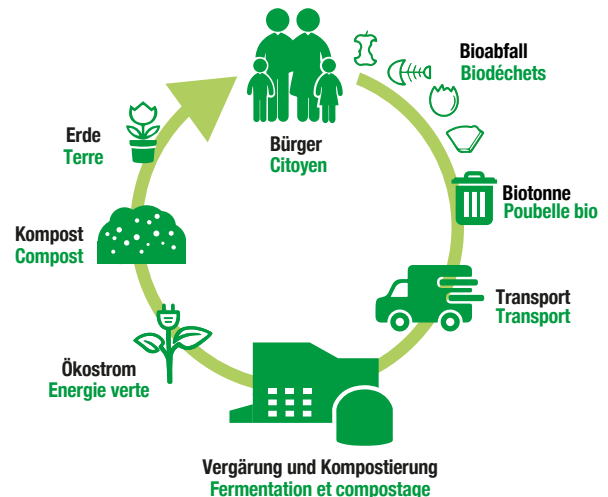 Bürger
Citoyen
Bioabfall
Biodéchets
Biotonne
Poubelle bio
Transport
Transport
Vergärung und Kompostierung
Fermentation et compostage
Ökostrom
Energie verte
Kompost
Compost
Erde
Terre